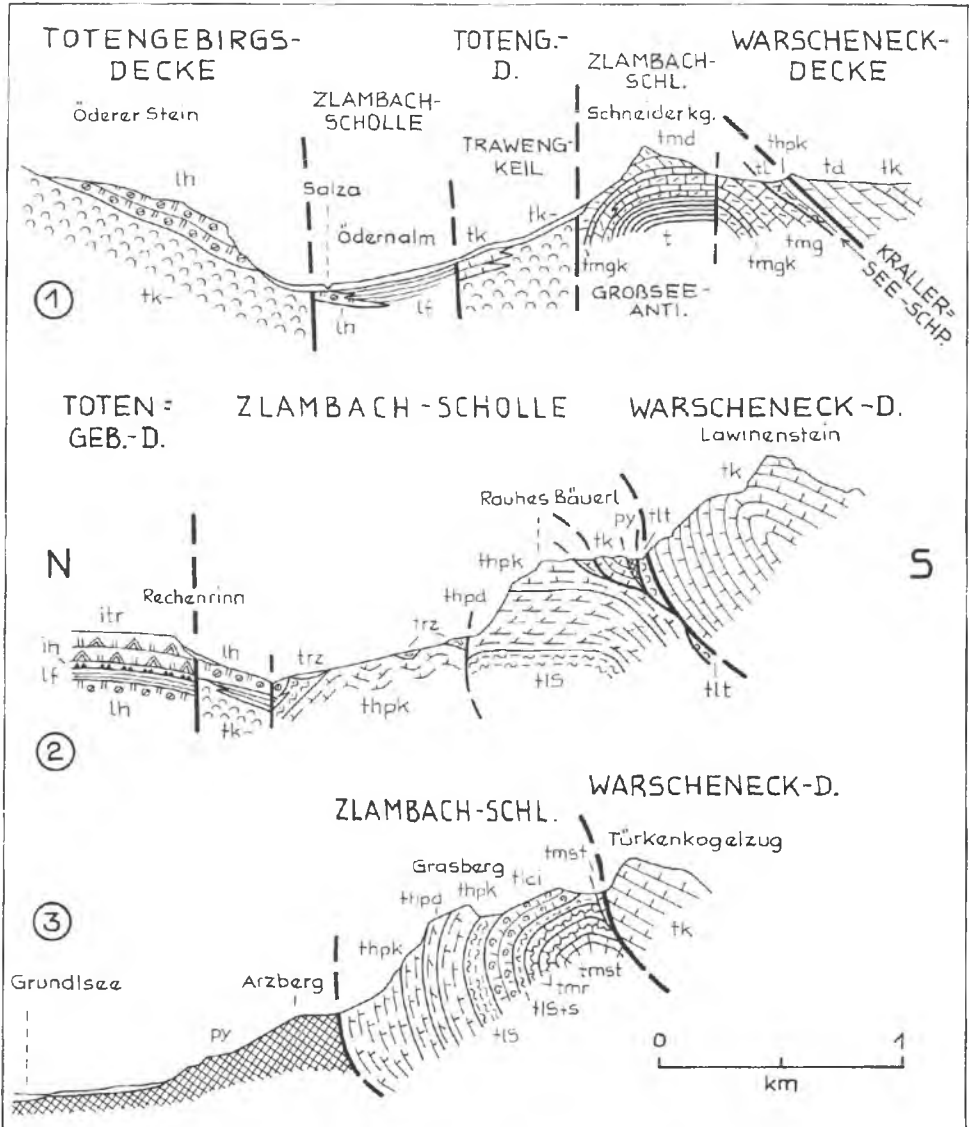 TOTENGEBIRGS-
DECKE
TOTENG.-
D.
WARSCHENECK-
DECKE
ZLAMBACH-
SCHL.
Öderer Stein
ZLAMBACH-
SCHOLLE
Schneiderkg.
TRAWENG-
KEIL
tmd
thpk
tl
td
tk
lh
Salza
Ödernalm
tk
tk-
t
tmgk
tmg
tmgk
tk-
lh
lf
GROßSEE-
ANTI.
KRALLER=
SEE-SCHP.
1
TOTEN=
GEB.-D.
ZLAMBACH-SCHOLLE
WARSCHENECK-D.
Lawinenstein
tk
Rauhes Bäuerl
tlt
py
tk
thpk
N
S
Rechenrinn
thpd
itr
lh
trz
trz
lf
lh
tk-
thpk
tlS
tlt
2
WARSCHENECK-D.
ZLAMBACH-SCHL.
Türkenkogelzug
tmst
Grasberg
tlci
thpk
thpd
thpk
3
tk
Grundlsee
Arzberg
tmst
tmr
tlS+s
tlS
py
0
1
km